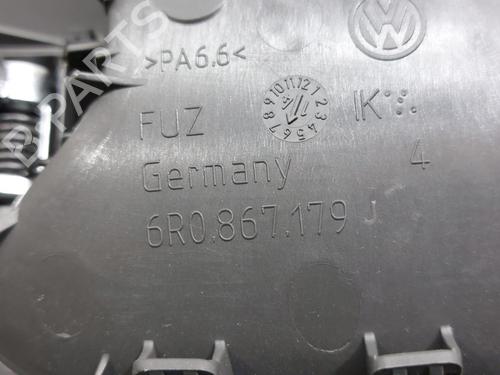 >PA6.6<
FUZ
IK
Germany
4
6R0.867.179 J